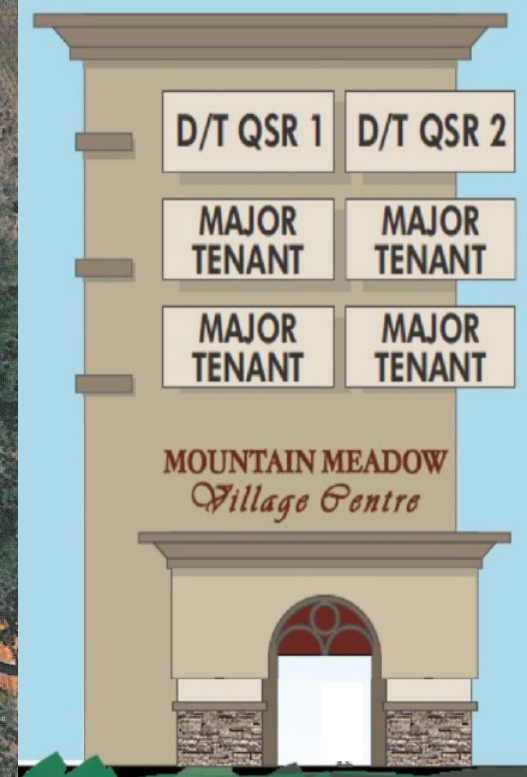 D/T QSR 1
D/T QSR 2
MAJOR
TENANT
MAJOR
TENANT
MAJOR
TENANT
MAJOR
TENANT
MOUNTAIN MEADOW
Village Centre